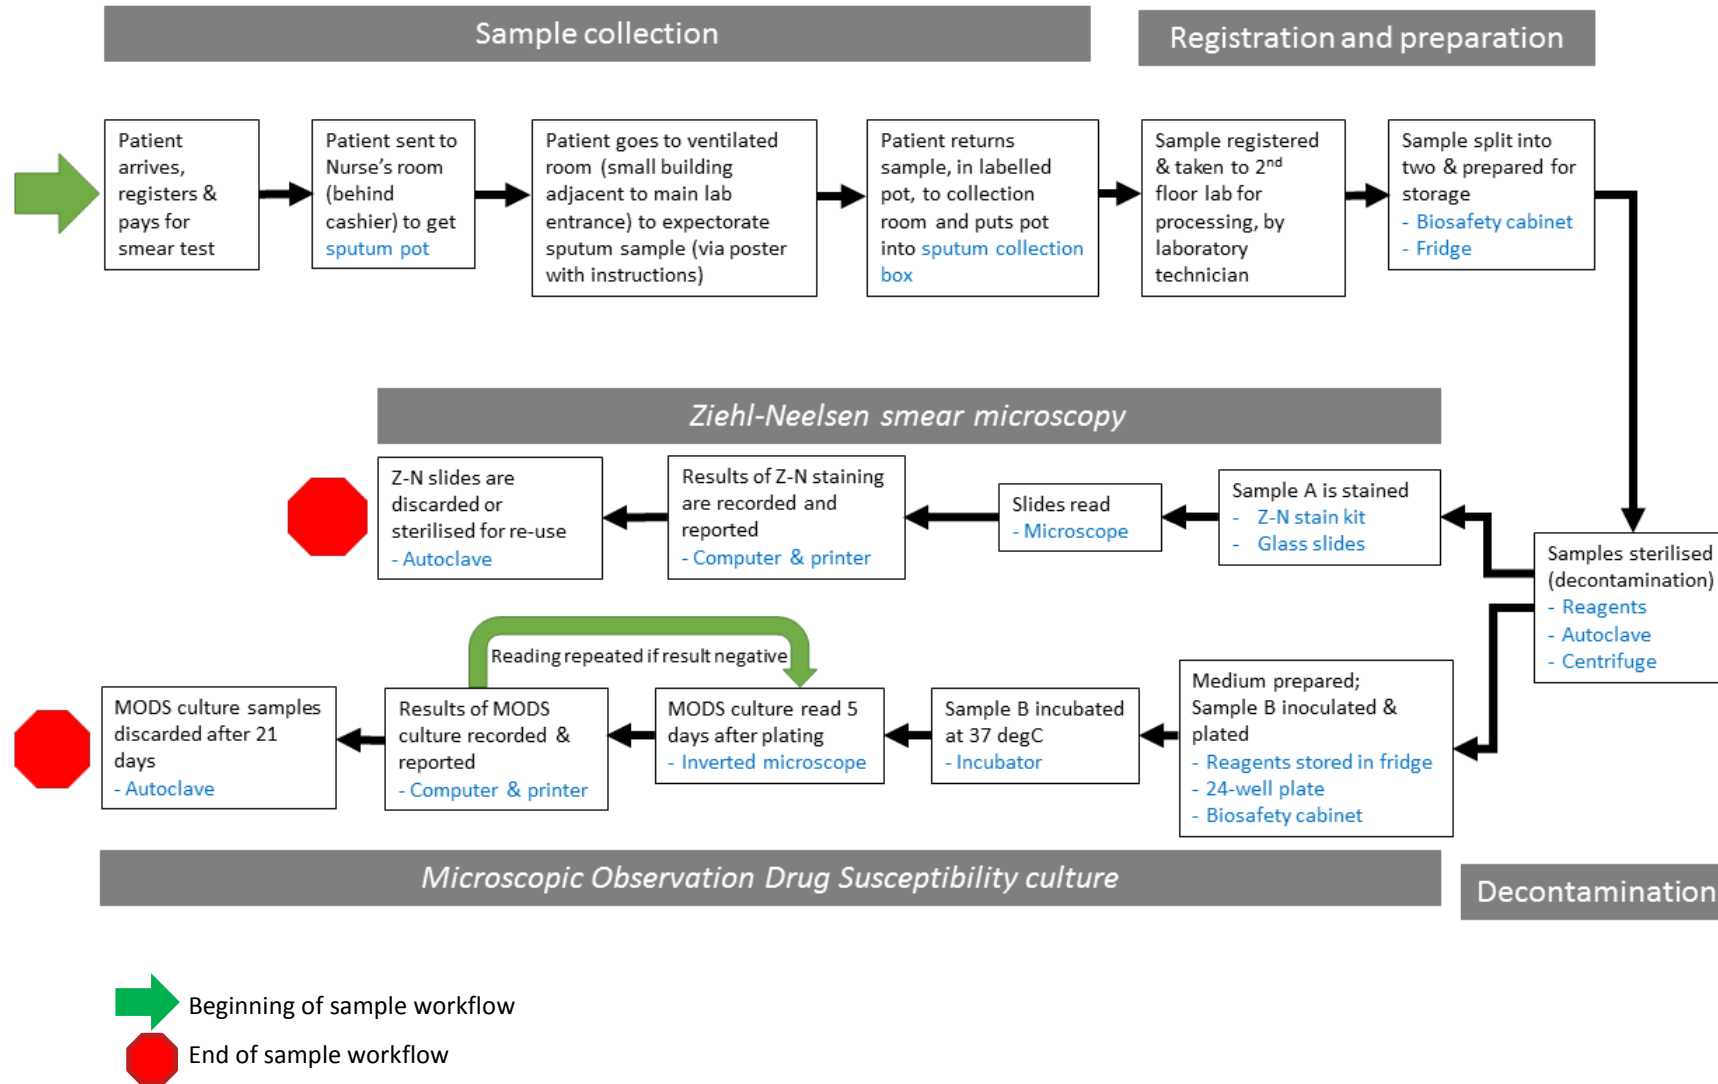 Sample collection
Registration and preparation
Patient
arrives,
registers &
pays for
smear test
Patient sent to
Nurse's room
(behind
cashier) to get
sputum pot
Patient goes to ventilated
room (small building
adjacent to main lab
entrance) to expectorate
sputum sample (via poster
with instructions)
Patient returns
sample, in labelled
pot, to collection
room and puts pot
into sputum collection
box
Sample registered
& taken to 2nd
floor lab for
processing, by
laboratory
technician
Sample split into
two & prepared for
storage
- Biosafety cabinet
- Fridge
Ziehl-Neelsen smear microscopy
Z-N slides are
discarded or
sterilised for re-use
- Autoclave
Results of Z-N staining
are recorded and
reported
- Computer & printer
Slides read
- Microscope
Sample A is stained
- Z-N stain kit
- Glass slides
Samples sterilised
(decontamination)
- Reagents
- Autoclave
- Centrifuge
Reading repeated if result negative
MODS culture samples
discarded after 21
days
- Autoclave
Results of MODS
culture recorded &
reported
- Computer & printer
MODS culture read 5
days after plating
- Inverted microscope
Sample B incubated
at 37 degC
- Incubator
Medium prepared;
Sample B inoculated &
plated
- Reagents stored in fridge
- 24-well plate
- Biosafety cabinet
Microscopic Observation Drug Susceptibility culture
Decontamination
Beginning of sample workflow
End of sample workflow